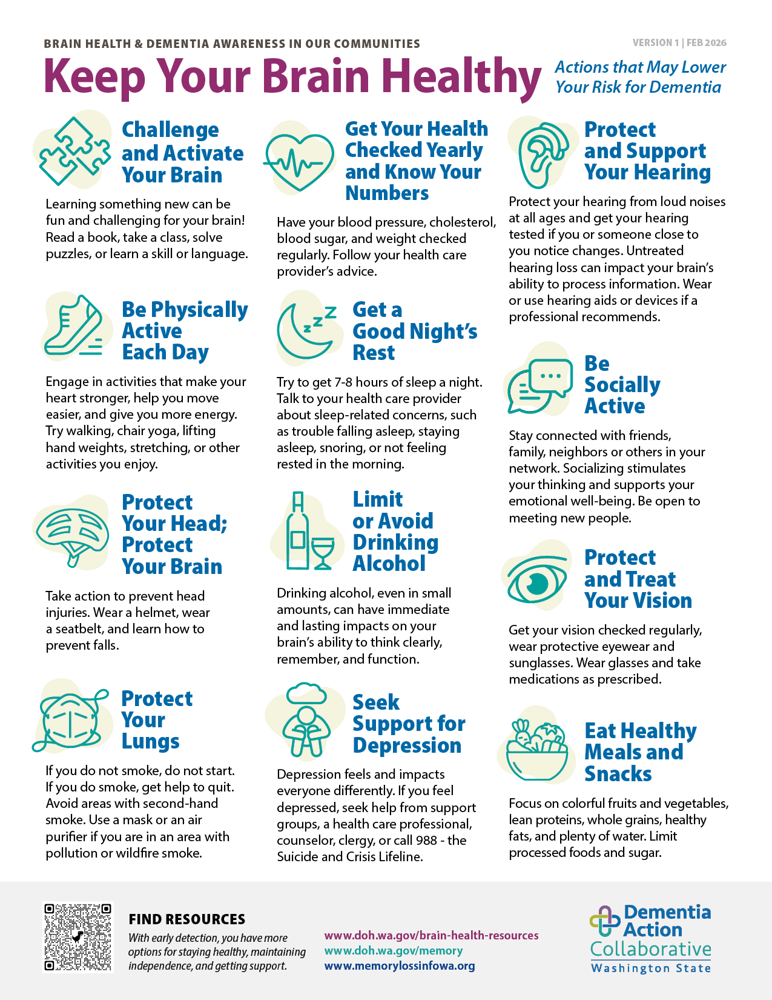 BRAIN HEALTH & DEMENTIA AWARENESS IN OUR COMMUNITIES
VERSION 1 | FEB 2026
Keep Your Brain Healthy
Actions that May Lower
Your Risk for Dementia
Challenge
and Activate
Your Brain
Learning something new can be
fun and challenging for your brain!
Read a book, take a class, solve
puzzles, or learn a skill or language.
Be Physically
Active
Each Day
Engage in activities that make your
heart stronger, help you move
easier, and give you more energy.
Try walking, chair yoga, lifting
hand weights, stretching, or other
activities you enjoy.
Protect
Your Head;
Protect
Your Brain
Take action to prevent head
injuries. Wear a helmet, wear
a seatbelt, and learn how to
prevent falls.
Protect
Your
Lungs
If you do not smoke, do not start.
If you do smoke, get help to quit.
Avoid areas with second-hand
smoke. Use a mask or an air
purifier if you are in an area with
pollution or wildfire smoke.
Get Your Health
Checked Yearly
and Know Your
Numbers
Have your blood pressure, cholesterol,
blood sugar, and weight checked
regularly. Follow your health care
provider's advice.
z z Z
Get a
Good Night's
Rest
Try to get 7-8 hours of sleep a night.
Talk to your health care provider
about sleep-related concerns, such
as trouble falling asleep, staying
asleep, snoring, or not feeling
rested in the morning.
Limit
or Avoid
Drinking
Alcohol
Drinking alcohol, even in small
amounts, can have immediate
and lasting impacts on your
brain's ability to think clearly,
remember, and function.
Seek
Support for
Depression
Depression feels and impacts
everyone differently. If you feel
depressed, seek help from support
groups, a health care professional,
counselor, clergy, or call 988 - the
Suicide and Crisis Lifeline.
Protect
and Support
Your Hearing
Protect your hearing from loud noises
at all ages and get your hearing
tested if you or someone close to
you notice changes. Untreated
hearing loss can impact your brain's
ability to process information. Wear
or use hearing aids or devices if a
professional recommends.
Be
Socially
Active
Stay connected with friends,
family, neighbors or others in your
network. Socializing stimulates
your thinking and supports your
emotional well-being. Be open to
meeting new people.
Protect
and Treat
Your Vision
Get your vision checked regularly,
wear protective eyewear and
sunglasses. Wear glasses and take
medications as prescribed.
Eat Healthy
Meals and
Snacks
Focus on colorful fruits and vegetables,
lean proteins, whole grains, healthy
fats, and plenty of water. Limit
processed foods and sugar.
FIND RESOURCES
With early detection, you have more
options for staying healthy, maintaining
independence, and getting support.
www.doh.wa.gov/brain-health-resources
www.doh.wa.gov/memory
www.memorylossinfowa.org
Dementia
Action
Collaborative
Washington State